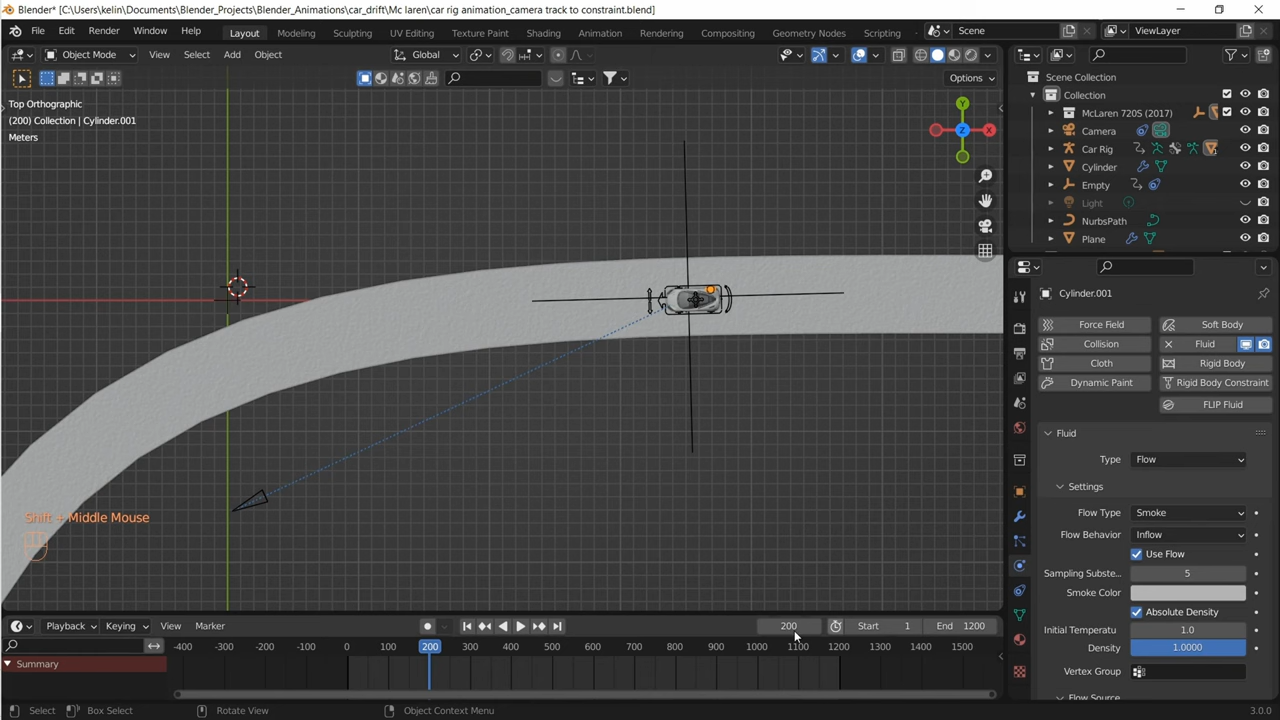 Blender* [C:\Users\kelin\Documents\Blender_Projects\Blender_Animations\car_drift\Mc laren\car rig animation_camera track to constraint.blend]
File Edit Render Window Help Layout Modeling Sculpting UV Editing Texture Paint Shading Animation Rendering Compositing Geometry Nodes Scripting Scene ViewLayer
Object Mode View Select Add Object Global
Options
Top Orthographic
(200) Collection | Cylinder.001
Meters
Y
Z
X
Shift + Middle Mouse
Scene Collection
Collection
McLaren 720S (2017)
Camera
Car Rig
1
Cylinder
Empty
Light
NurbsPath
Plane
Cylinder.001
Force Field Soft Body
Collision Fluid
Cloth Rigid Body
Dynamic Paint Rigid Body Constraint
FLIP Fluid
Fluid
Type Flow
Settings
Flow Type Smoke
Flow Behavior Inflow
Use Flow
Sampling Subste... 5
Smoke Color
Absolute Density
Initial Temperatu 1.0
Density 1.0000
Vertex Group
Flow Source
Playback Keying View Marker 200 Start 1 End 1200
-400 -300 -200 -100 0 100 200 300 400 500 600 700 800 900 1000 1100 1200 1300 1400 1500
Summary
Select Box Select Rotate View Object Context Menu 3.0.0